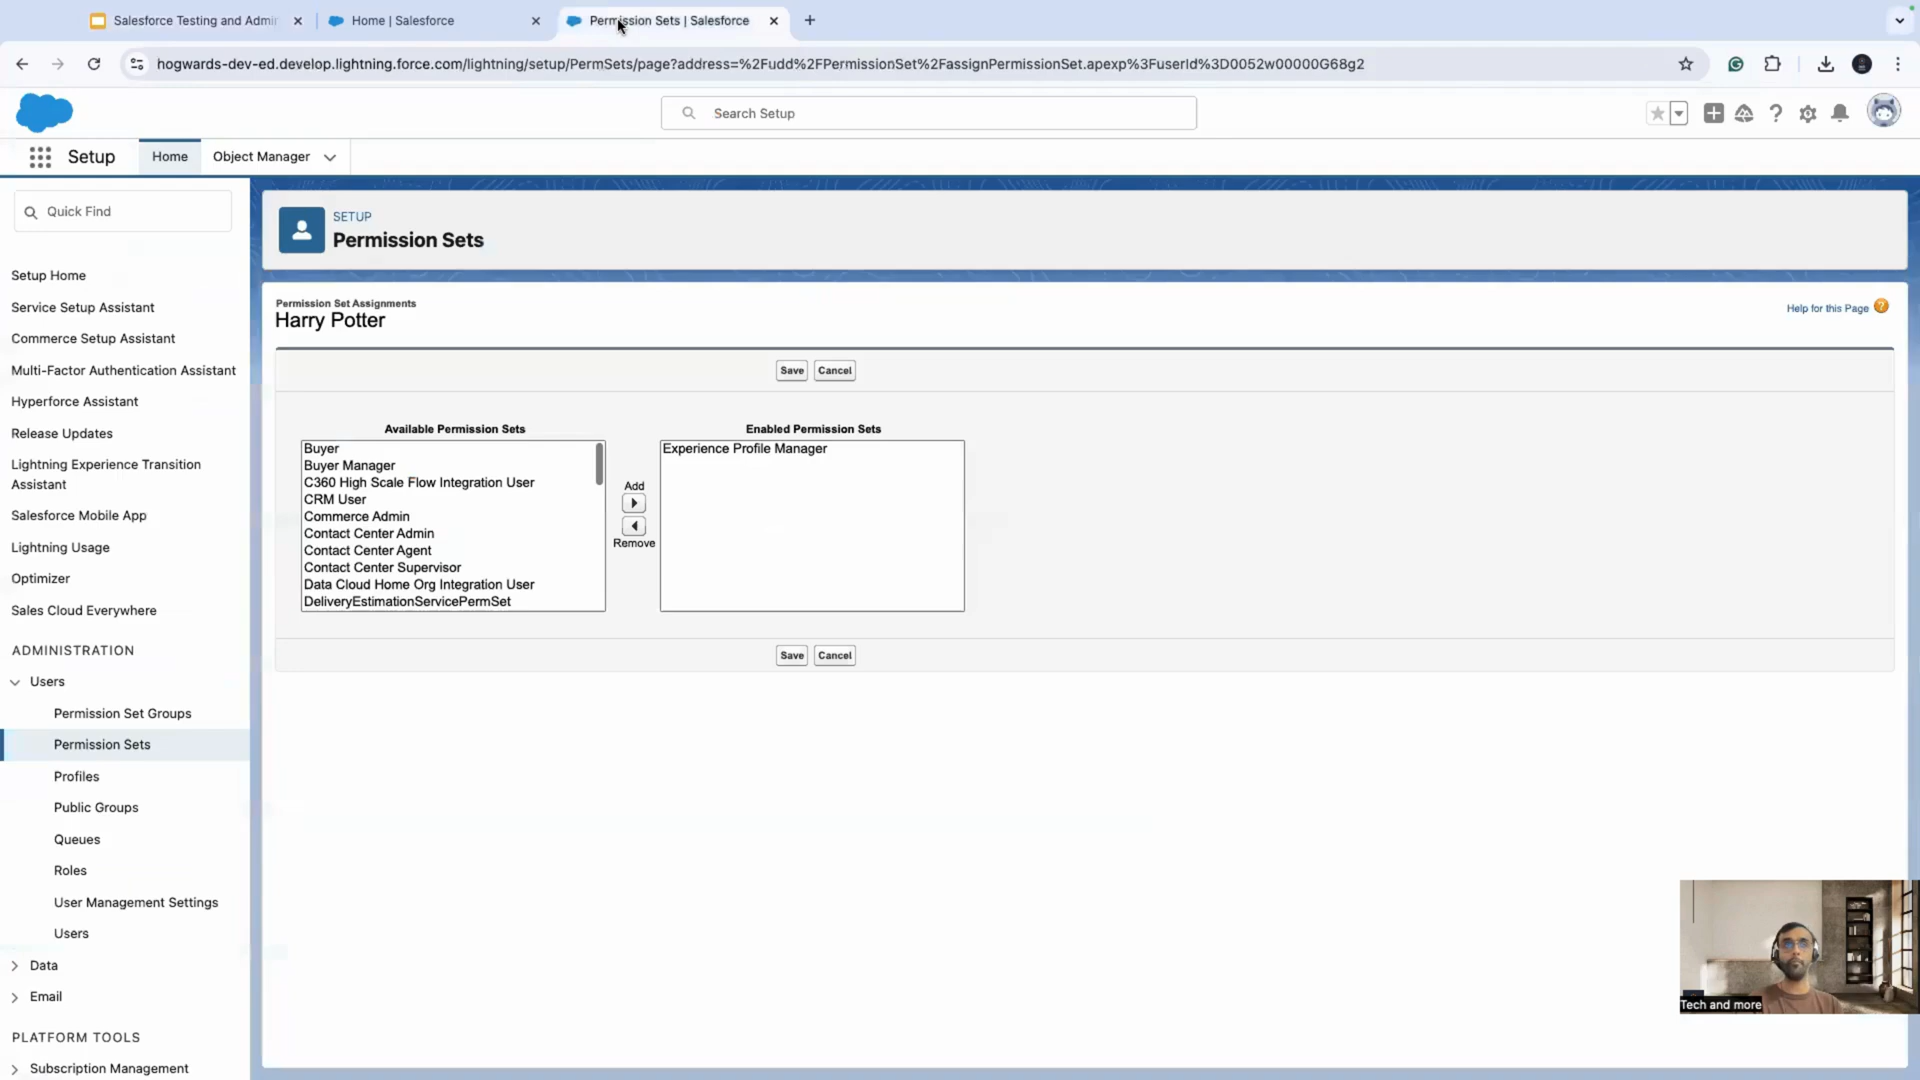 Salesforce Testing and Admin
Home | Salesforce
Permission Sets | Salesforce
hogwards-dev-ed.develop.lightning.force.com/lightning/setup/PermSets/page?address=%2Fudd%2FPermissionSet%2FassignPermissionSet.apexp%3FuserId%3D0052w00000G68g2
Search Setup
Setup
Home
Object Manager
Quick Find
Setup Home
Service Setup Assistant
Commerce Setup Assistant
Multi-Factor Authentication Assistant
Hyperforce Assistant
Release Updates
Lightning Experience Transition
Assistant
Salesforce Mobile App
Lightning Usage
Optimizer
Sales Cloud Everywhere
ADMINISTRATION
Users
Permission Set Groups
Permission Sets
Profiles
Public Groups
Queues
Roles
User Management Settings
Users
Data
Email
PLATFORM TOOLS
Subscription Management
SETUP
Permission Sets
Permission Set Assignments
Harry Potter
Help for this Page
Save
Cancel
Available Permission Sets
Buyer
Buyer Manager
C360 High Scale Flow Integration User
CRM User
Commerce Admin
Contact Center Admin
Contact Center Agent
Contact Center Supervisor
Data Cloud Home Org Integration User
DeliveryEstimationServicePermSet
Add
Remove
Enabled Permission Sets
Experience Profile Manager
Save
Cancel
Tech and more